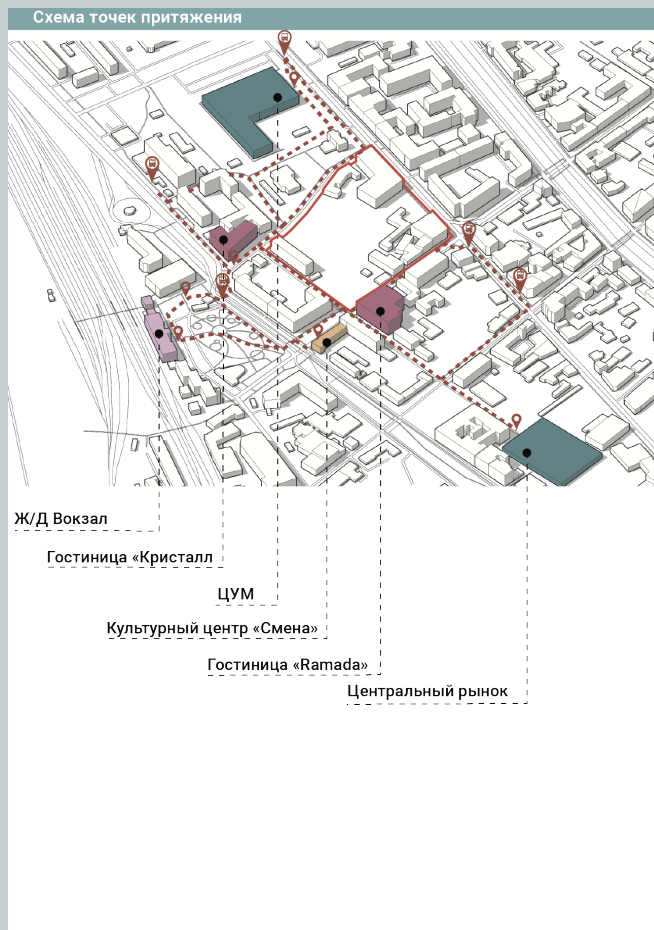 Схема точек притяжения
Ж/Д Вокзал
Гостиница «Кристалл
ЦУМ
Культурный центр «Смена»
Гостиница «Ramada»
Центральный рынок